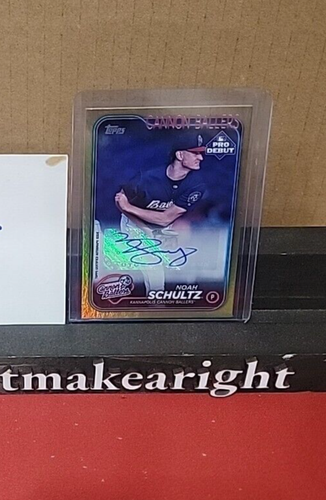 CANNON BALLERS
Topps
PRO
DEBUT
NOAH
SCHULTZ
P
KANNAPOLIS CANNON BALLERS
tmakearight